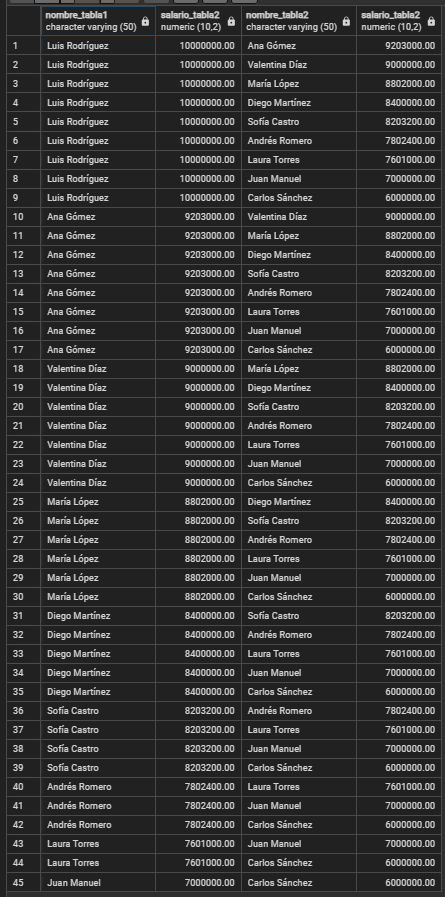 nombre_tabla1 salario_tabla2 nombre_tabla2 salario_tabla2
character varying (50) numeric (10,2) character varying (50) numeric (10,2)
1 Luis Rodríguez 10000000.00 Ana Gómez 9203000.00
2 Luis Rodríguez 10000000.00 Valentina Díaz 9000000.00
3 Luis Rodríguez 10000000.00 María López 8802000.00
4 Luis Rodríguez 10000000.00 Diego Martínez 8400000.00
5 Luis Rodríguez 10000000.00 Sofía Castro 8203200.00
6 Luis Rodríguez 10000000.00 Andrés Romero 7802400.00
7 Luis Rodríguez 10000000.00 Laura Torres 7601000.00
8 Luis Rodríguez 10000000.00 Juan Manuel 7000000.00
9 Luis Rodríguez 10000000.00 Carlos Sánchez 6000000.00
10 Ana Gómez 9203000.00 Valentina Díaz 9000000.00
11 Ana Gómez 9203000.00 María López 8802000.00
12 Ana Gómez 9203000.00 Diego Martínez 8400000.00
13 Ana Gómez 9203000.00 Sofía Castro 8203200.00
14 Ana Gómez 9203000.00 Andrés Romero 7802400.00
15 Ana Gómez 9203000.00 Laura Torres 7601000.00
16 Ana Gómez 9203000.00 Juan Manuel 7000000.00
17 Ana Gómez 9203000.00 Carlos Sánchez 6000000.00
18 Valentina Díaz 9000000.00 María López 8802000.00
19 Valentina Díaz 9000000.00 Diego Martínez 8400000.00
20 Valentina Díaz 9000000.00 Sofía Castro 8203200.00
21 Valentina Díaz 9000000.00 Andrés Romero 7802400.00
22 Valentina Díaz 9000000.00 Laura Torres 7601000.00
23 Valentina Díaz 9000000.00 Juan Manuel 7000000.00
24 Valentina Díaz 9000000.00 Carlos Sánchez 6000000.00
25 María López 8802000.00 Diego Martínez 8400000.00
26 María López 8802000.00 Sofía Castro 8203200.00
27 María López 8802000.00 Andrés Romero 7802400.00
28 María López 8802000.00 Laura Torres 7601000.00
29 María López 8802000.00 Juan Manuel 7000000.00
30 María López 8802000.00 Carlos Sánchez 6000000.00
31 Diego Martínez 8400000.00 Sofía Castro 8203200.00
32 Diego Martínez 8400000.00 Andrés Romero 7802400.00
33 Diego Martínez 8400000.00 Laura Torres 7601000.00
34 Diego Martínez 8400000.00 Juan Manuel 7000000.00
35 Diego Martínez 8400000.00 Carlos Sánchez 6000000.00
36 Sofía Castro 8203200.00 Andrés Romero 7802400.00
37 Sofía Castro 8203200.00 Laura Torres 7601000.00
38 Sofía Castro 8203200.00 Juan Manuel 7000000.00
39 Sofía Castro 8203200.00 Carlos Sánchez 6000000.00
40 Andrés Romero 7802400.00 Laura Torres 7601000.00
41 Andrés Romero 7802400.00 Juan Manuel 7000000.00
42 Andrés Romero 7802400.00 Carlos Sánchez 6000000.00
43 Laura Torres 7601000.00 Juan Manuel 7000000.00
44 Laura Torres 7601000.00 Carlos Sánchez 6000000.00
45 Juan Manuel 7000000.00 Carlos Sánchez 6000000.00